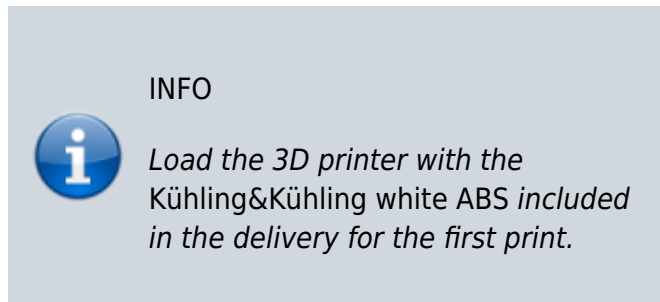 INFO
Load the 3D printer with the
Kühling&Kühling white ABS included
in the delivery for the first print.